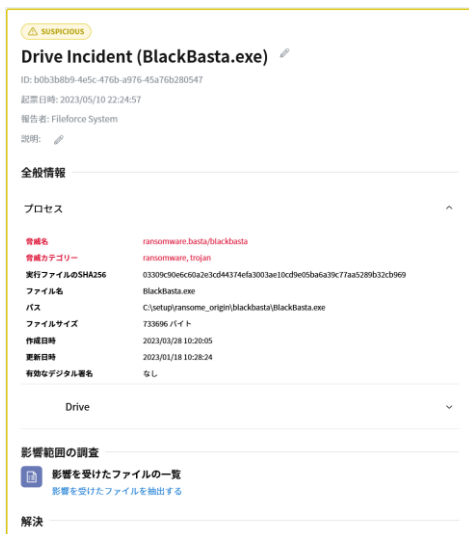 SUSPICIOUS
Drive Incident (BlackBasta.exe)
ID: b0b3b8b9-4e5c-476b-a976-45a76b280547
起票日時: 2023/05/10 22:24:57
報告者: Fileforce System
説明:
全般情報
プロセス
脅威名 ransomware.basta/blackbasta
脅威カテゴリー ransomware, trojan
実行ファイルのSHA256 03309c90e6c60a2e3cd44374efa3003ae10cd9e05ba6a39c77aa5289b32cb969
ファイル名 BlackBasta.exe
パス C:\setup\ransome_origin\blackbasta\BlackBasta.exe
ファイルサイズ 733696 バイト
作成日時 2023/03/28 10:20:05
更新日時 2023/01/18 10:28:24
有効なデジタル署名 なし
Drive
影響範囲の調査
影響を受けたファイルの一覧
影響を受けたファイルを抽出する
解決